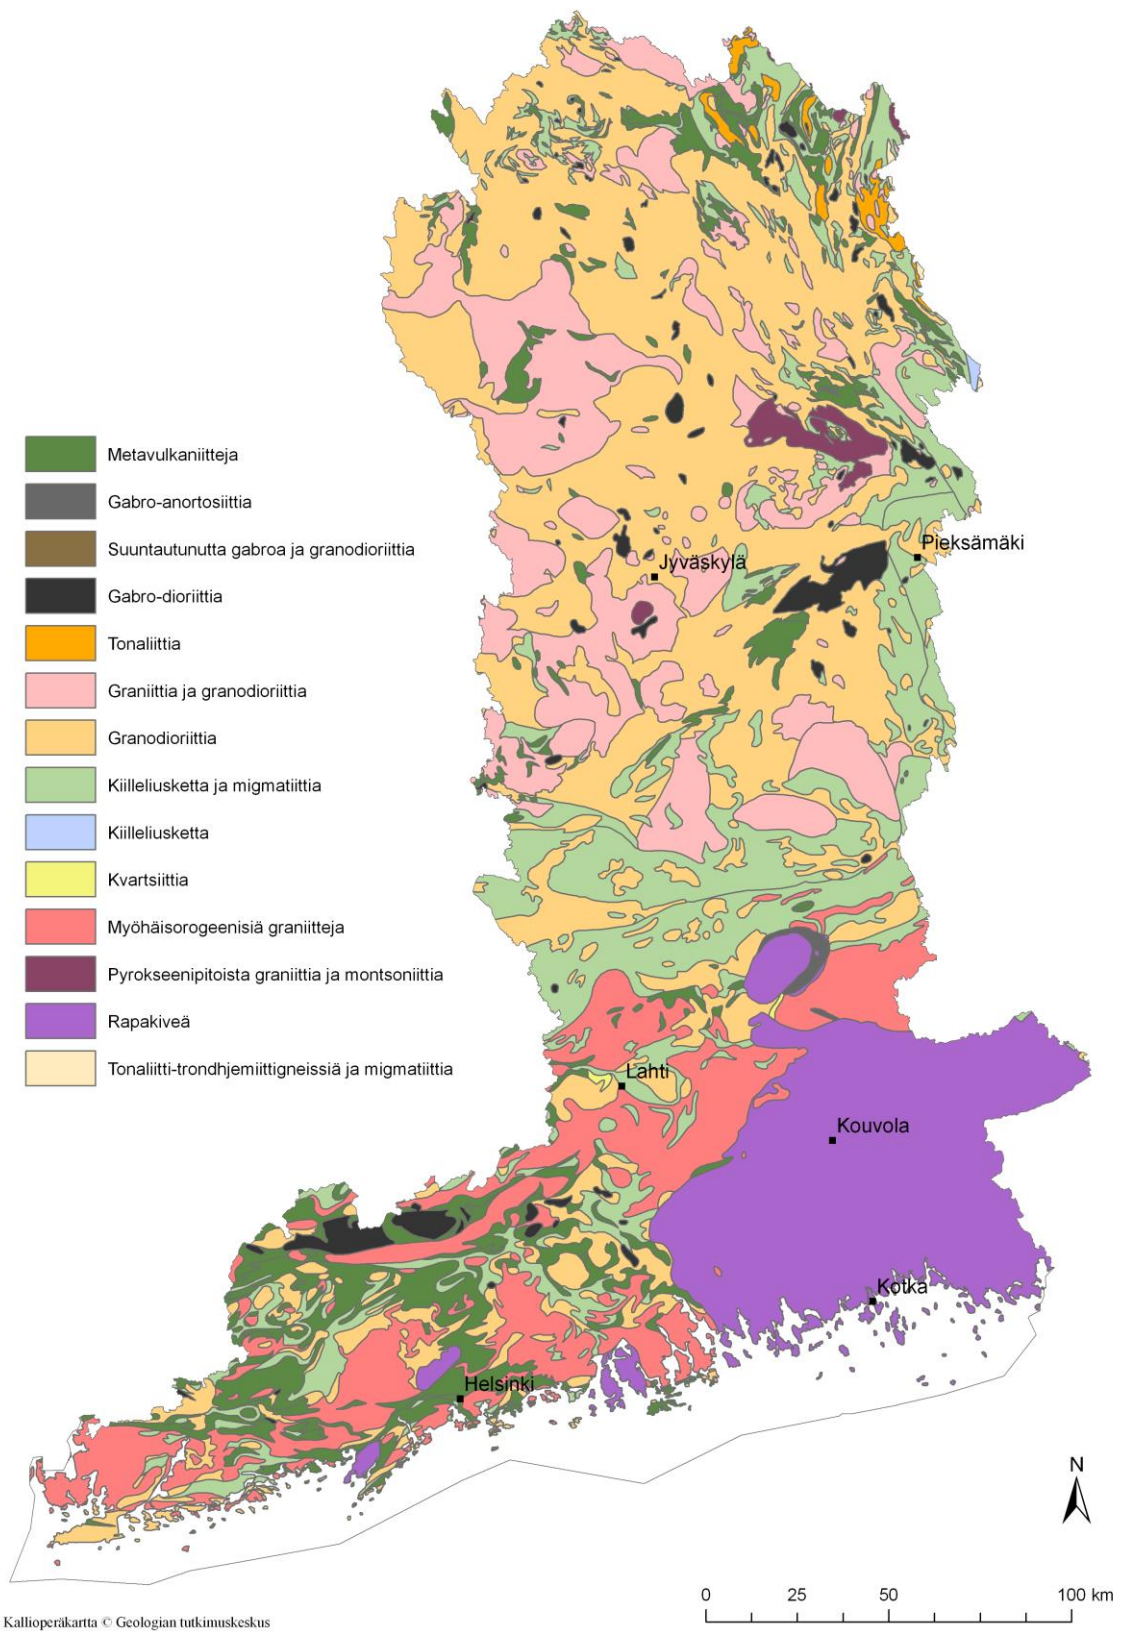 Metavulkaniitteja
Gabro-anortosiittia
Suuntautunutta gabroa ja granodioriittia
Gabro-dioriittia
Tonaliittia
Graniittia ja granodioriittia
Granodioriittia
Kiilleliusketta ja migmatiittia
Kiilleliusketta
Kvartsiittia
Myöhäisorogeenisiä graniitteja
Pyrokseenipitoista graniittia ja montsoniittia
Rapakiveä
Tonaliitti-trondhjemiittigneissiä ja migmatiittia
Pieksämäki
Jyväskylä
Lahti
Kouvola
Kotka
Helsinki
N
0 25 50 100 km
Kallioperäkartta © Geologian tutkimuskeskus